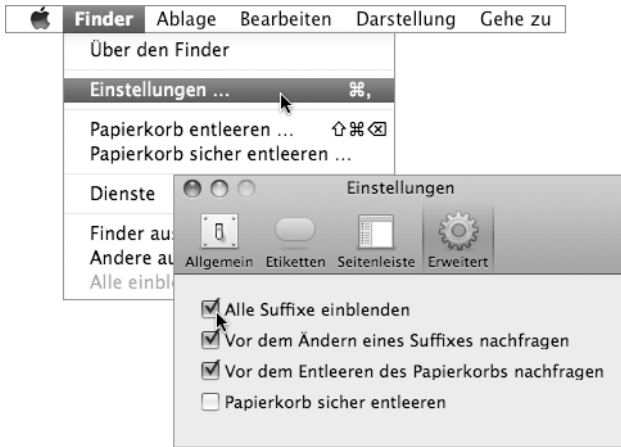 Finder Ablage Bearbeiten Darstellung Gehe zu
Über den Finder
Einstellungen ... ⌘,
Papierkorb entleeren ... ⇧⌘⌫
Papierkorb sicher entleeren ...
Dienste
Finder au
Andere au
Alle einbl
Einstellungen
Allgemein Etiketten Seitenleiste Erweitert
Alle Suffixe einblenden
Vor dem Ändern eines Suffixes nachfragen
Vor dem Entleeren des Papierkorbs nachfragen
Papierkorb sicher entleeren